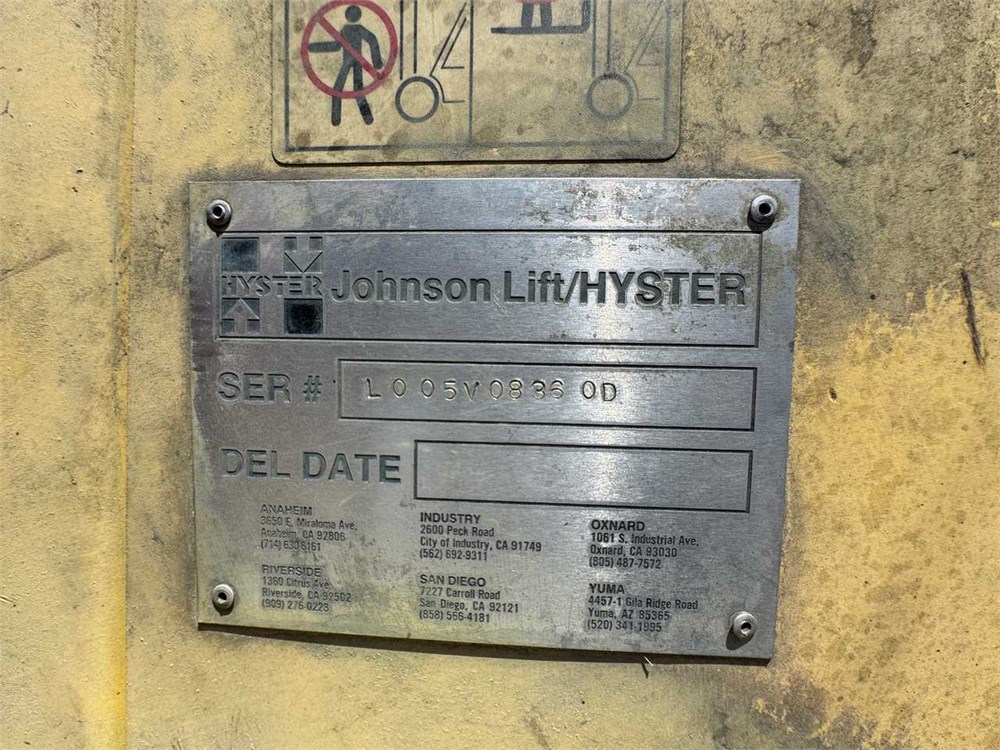 HYSTER Johnson Lift/HYSTER
SER # L005V08360D
DEL DATE
ANAHEIM
3650 E. Miraloma Ave.
Anaheim, CA 92806
(714) 630-6161
INDUSTRY
2600 Peck Road
City of Industry, CA 91749
(562) 692-9311
OXNARD
1061 S. Industrial Ave.
Oxnard, CA 93030
(805) 487-7572
RIVERSIDE
1360 Citrus Ave
Riverside, CA 92502
(909) 276-0228
SAN DIEGO
7227 Carroll Road
San Diego, CA 92121
(858) 566-4181
YUMA
4457-1 Gila Ridge Road
Yuma, AZ 85365
(520) 341-1995